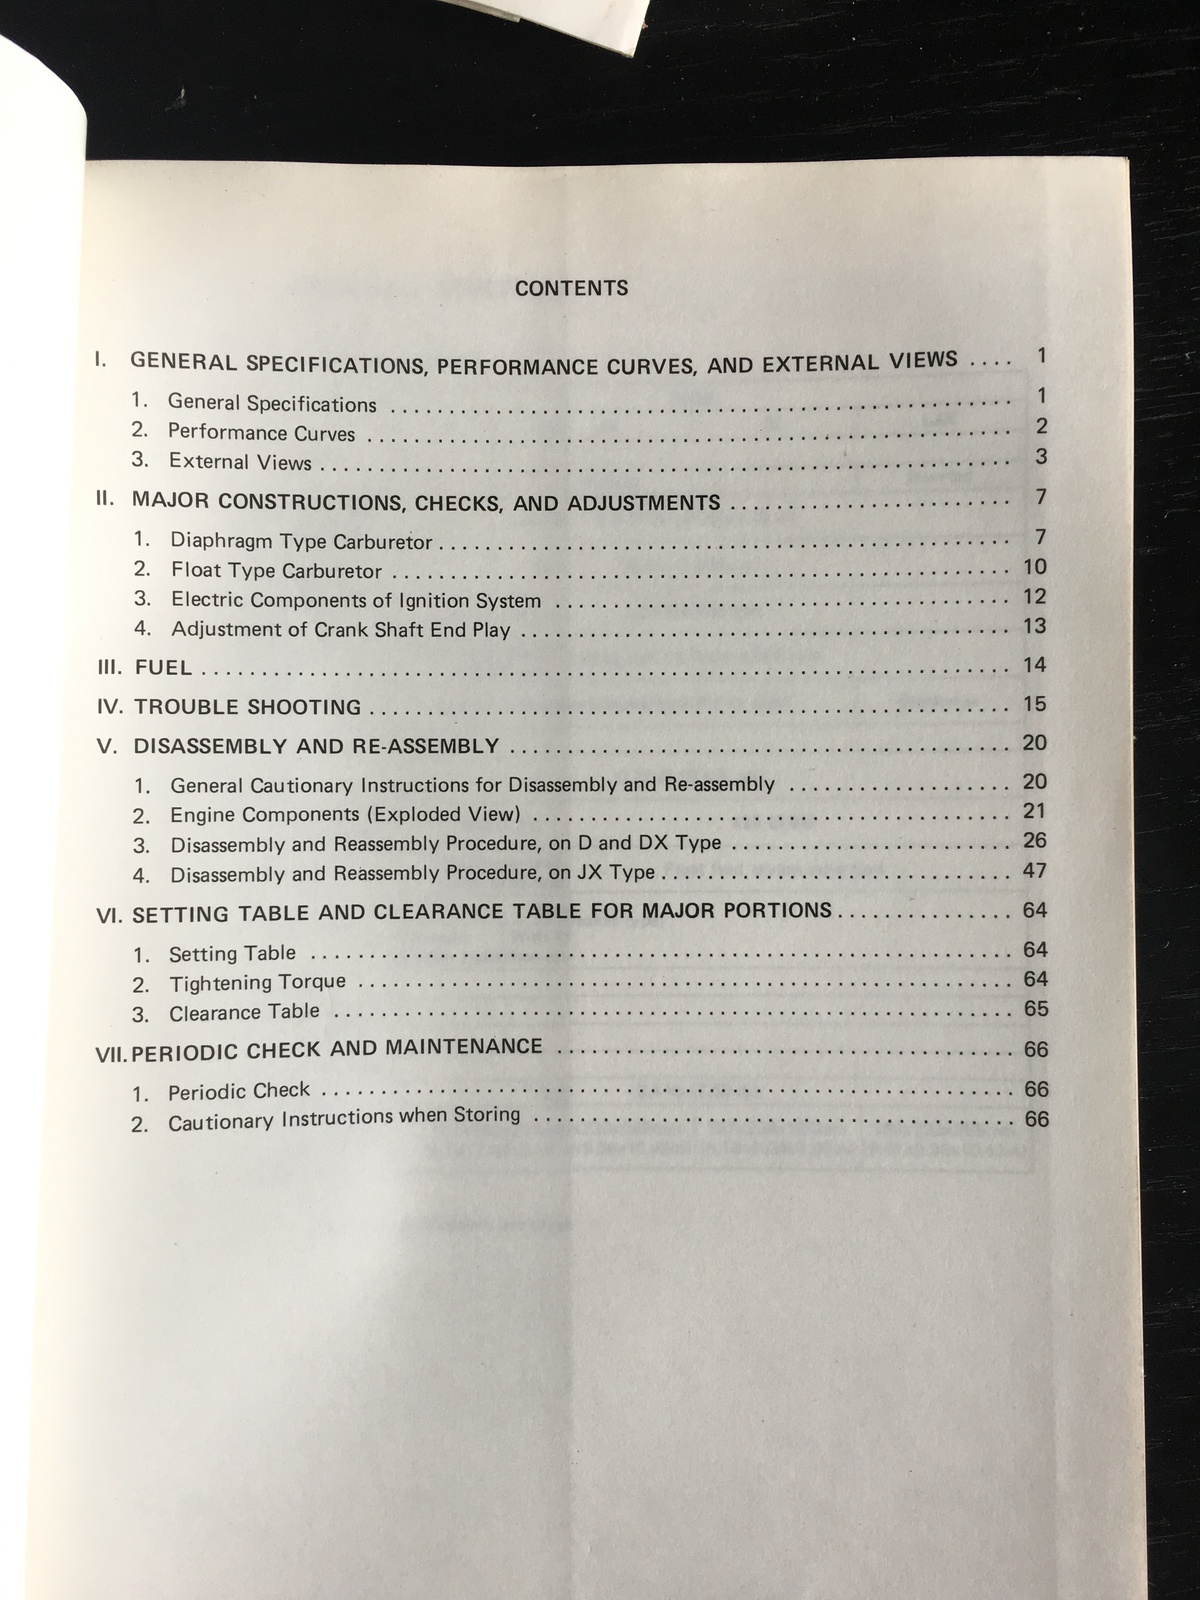 CONTENTS
I. GENERAL SPECIFICATIONS, PERFORMANCE CURVES, AND EXTERNAL VIEWS .... 1
1. General Specifications .... 1
2. Performance Curves .... 2
3. External Views .... 3
II. MAJOR CONSTRUCTIONS, CHECKS, AND ADJUSTMENTS .... 7
1. Diaphragm Type Carburetor .... 7
2. Float Type Carburetor .... 10
3. Electric Components of Ignition System .... 12
4. Adjustment of Crank Shaft End Play .... 13
III. FUEL .... 14
IV. TROUBLE SHOOTING .... 15
V. DISASSEMBLY AND RE-ASSEMBLY .... 20
1. General Cautionary Instructions for Disassembly and Re-assembly .... 20
2. Engine Components (Exploded View) .... 21
3. Disassembly and Reassembly Procedure, on D and DX Type .... 26
4. Disassembly and Reassembly Procedure, on JX Type .... 47
VI. SETTING TABLE AND CLEARANCE TABLE FOR MAJOR PORTIONS .... 64
1. Setting Table .... 64
2. Tightening Torque .... 64
3. Clearance Table .... 65
VII. PERIODIC CHECK AND MAINTENANCE .... 66
1. Periodic Check .... 66
2. Cautionary Instructions when Storing .... 66